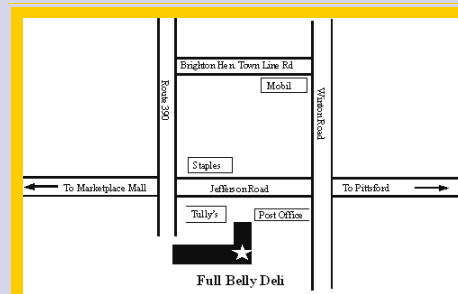 Brighton Hen. Town Line Rd
Mobil
Route 390
Winton Road
Staples
To Marketplace Mall
Jefferson Road
To Pittsford
Tully's
Post Office
Full Belly Deli